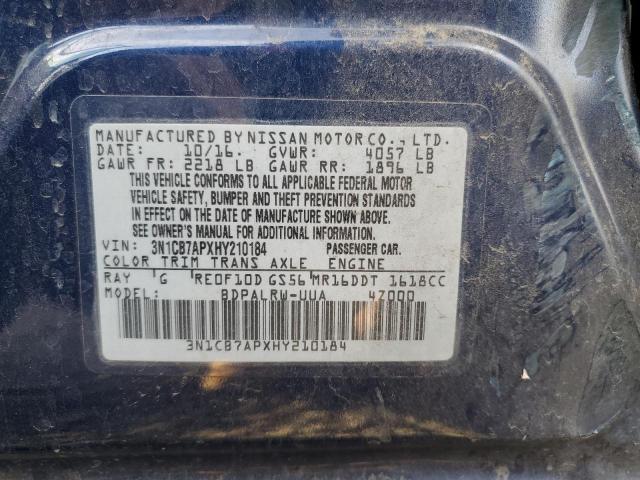 MANUFACTURED BY NISSAN MOTOR CO., LTD.
DATE: 10/16. GVWR: 4057 LB
GAWR FR: 2218 LB GAWR RR: 1896 LB
THIS VEHICLE CONFORMS TO ALL APPLICABLE FEDERAL MOTOR
VEHICLE SAFETY, BUMPER AND THEFT PREVENTION STANDARDS
IN EFFECT ON THE DATE OF MANUFACTURE SHOWN ABOVE.
SEE OWNER'S MANUAL FOR ADDITIONAL INFORMATION.
VIN: 3N1CB7APXHY210184 PASSENGER CAR.
COLOR TRIM TRANS AXLE ENGINE
RAY G RE0F10D GS56 MR16DDT 1618CC
MODEL: BDPALRW-UUA 4Z000
3N1CB7APXHY210184